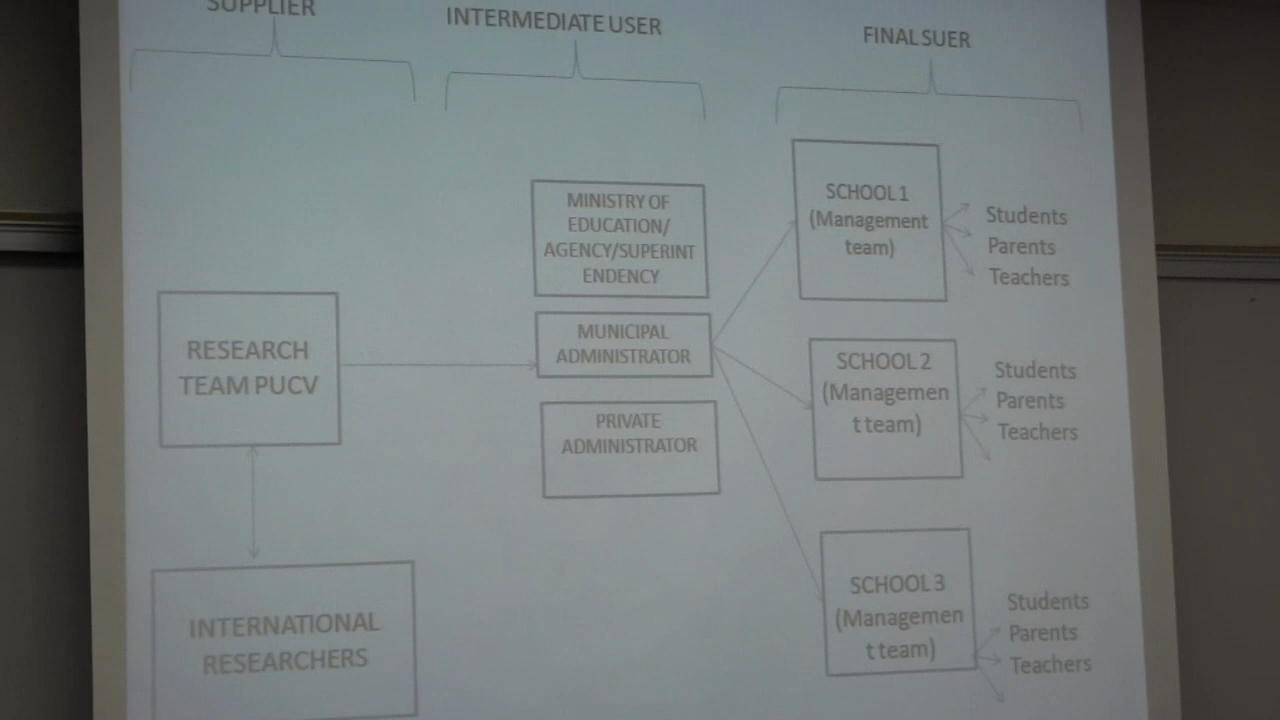 SUPPLIER
INTERMEDIATE USER
FINAL SUER
MINISTRY OF
EDUCATION/
AGENCY/SUPERINT
ENDENCY
MUNICIPAL
ADMINISTRATOR
PRIVATE
ADMINISTRATOR
RESEARCH
TEAM PUCV
INTERNATIONAL
RESEARCHERS
SCHOOL 1
(Management
team)
Students
Parents
Teachers
SCHOOL 2
(Managemen
t team)
Students
Parents
Teachers
SCHOOL 3
(Managemen
t team)
Students
Parents
Teachers